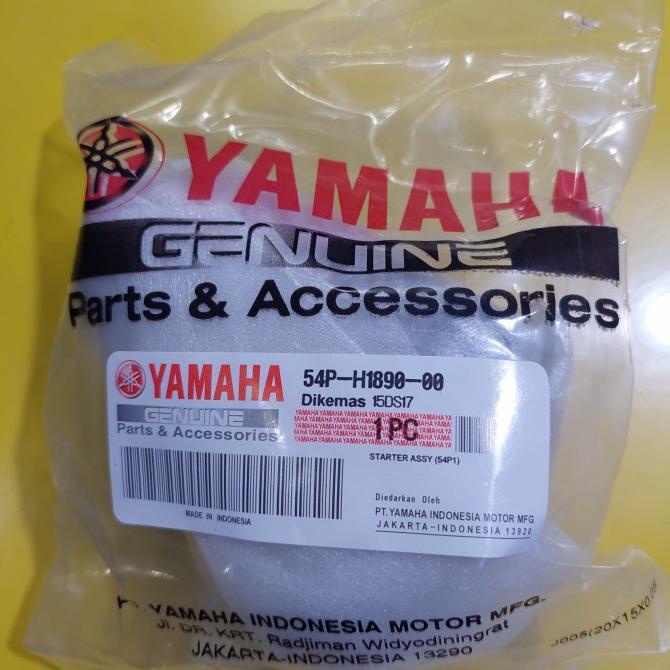 YAMAHA
GENUINE
Parts & Accessories
YAMAHA
GENUINE
Parts & Accessories
54P-H1890-00
Dikemas 15DS17
1 PC
STARTER ASSY (54P1)
MADE IN INDONESIA
Diedarkan Oleh
PT. YAMAHA INDONESIA MOTOR MFG.
JAKARTA-INDONESIA 13920
YAMAHA INDONESIA MOTOR MFG.
Jl. DR. KRT. Radjiman Widyodiningrat
JAKARTA-INDONESIA 13290